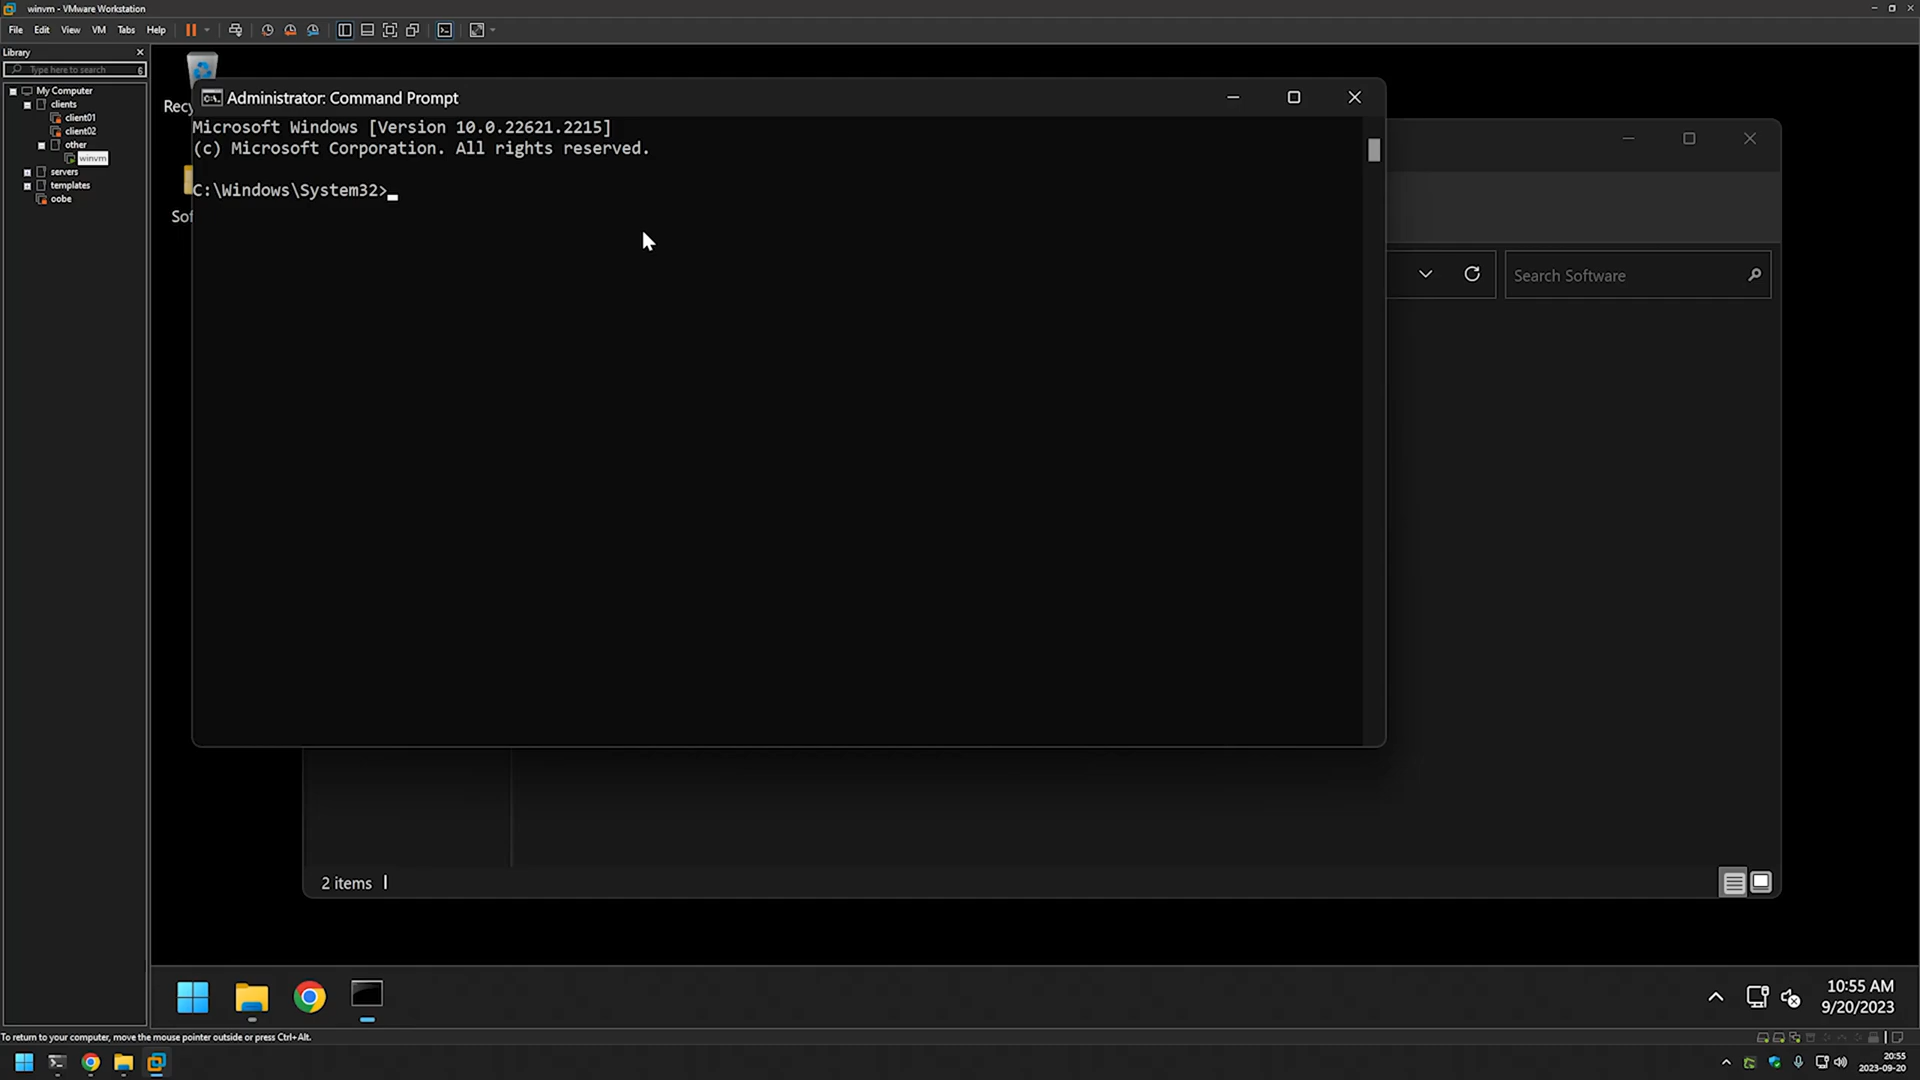 winvm - VMware Workstation
File Edit View VM Tabs Help
Library
Type here to search
My Computer
clients
client01
client02
other
winvm
servers
templates
oobe
Administrator: Command Prompt
Microsoft Windows [Version 10.0.22621.2215]
(c) Microsoft Corporation. All rights reserved.
C:\Windows\System32>
Recy
Sof
Search Software
2 items
10:55 AM
9/20/2023
To return to your computer, move the mouse pointer outside or press Ctrl+Alt.
20:55
2023-09-20